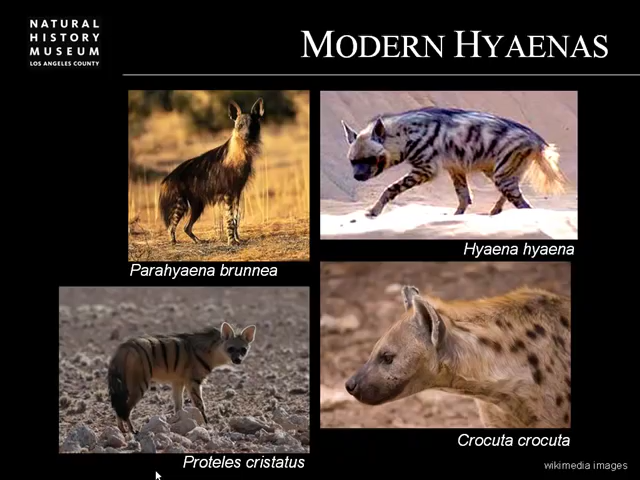 NATURAL
HISTORY
MUSEUM
LOS ANGELES COUNTY
MODERN HYAENAS
Parahyaena brunnea
Hyaena hyaena
Proteles cristatus
Crocuta crocuta
wikimedia images